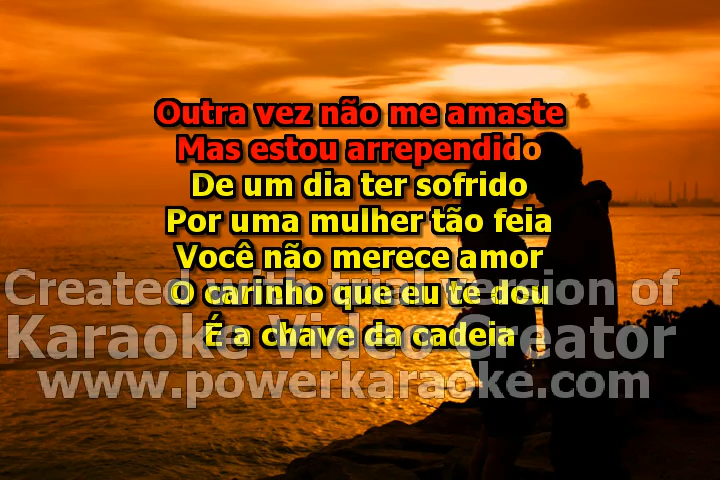 Outra vez não me amaste
Mas estou arrependido
De um dia ter sofrido
Por uma mulher tão feia
Você não merece amor
O carinho que eu te dou
É a chave da cadeia
Created with trial version of
Karaoke Video Creator
www.powerkaraoke.com